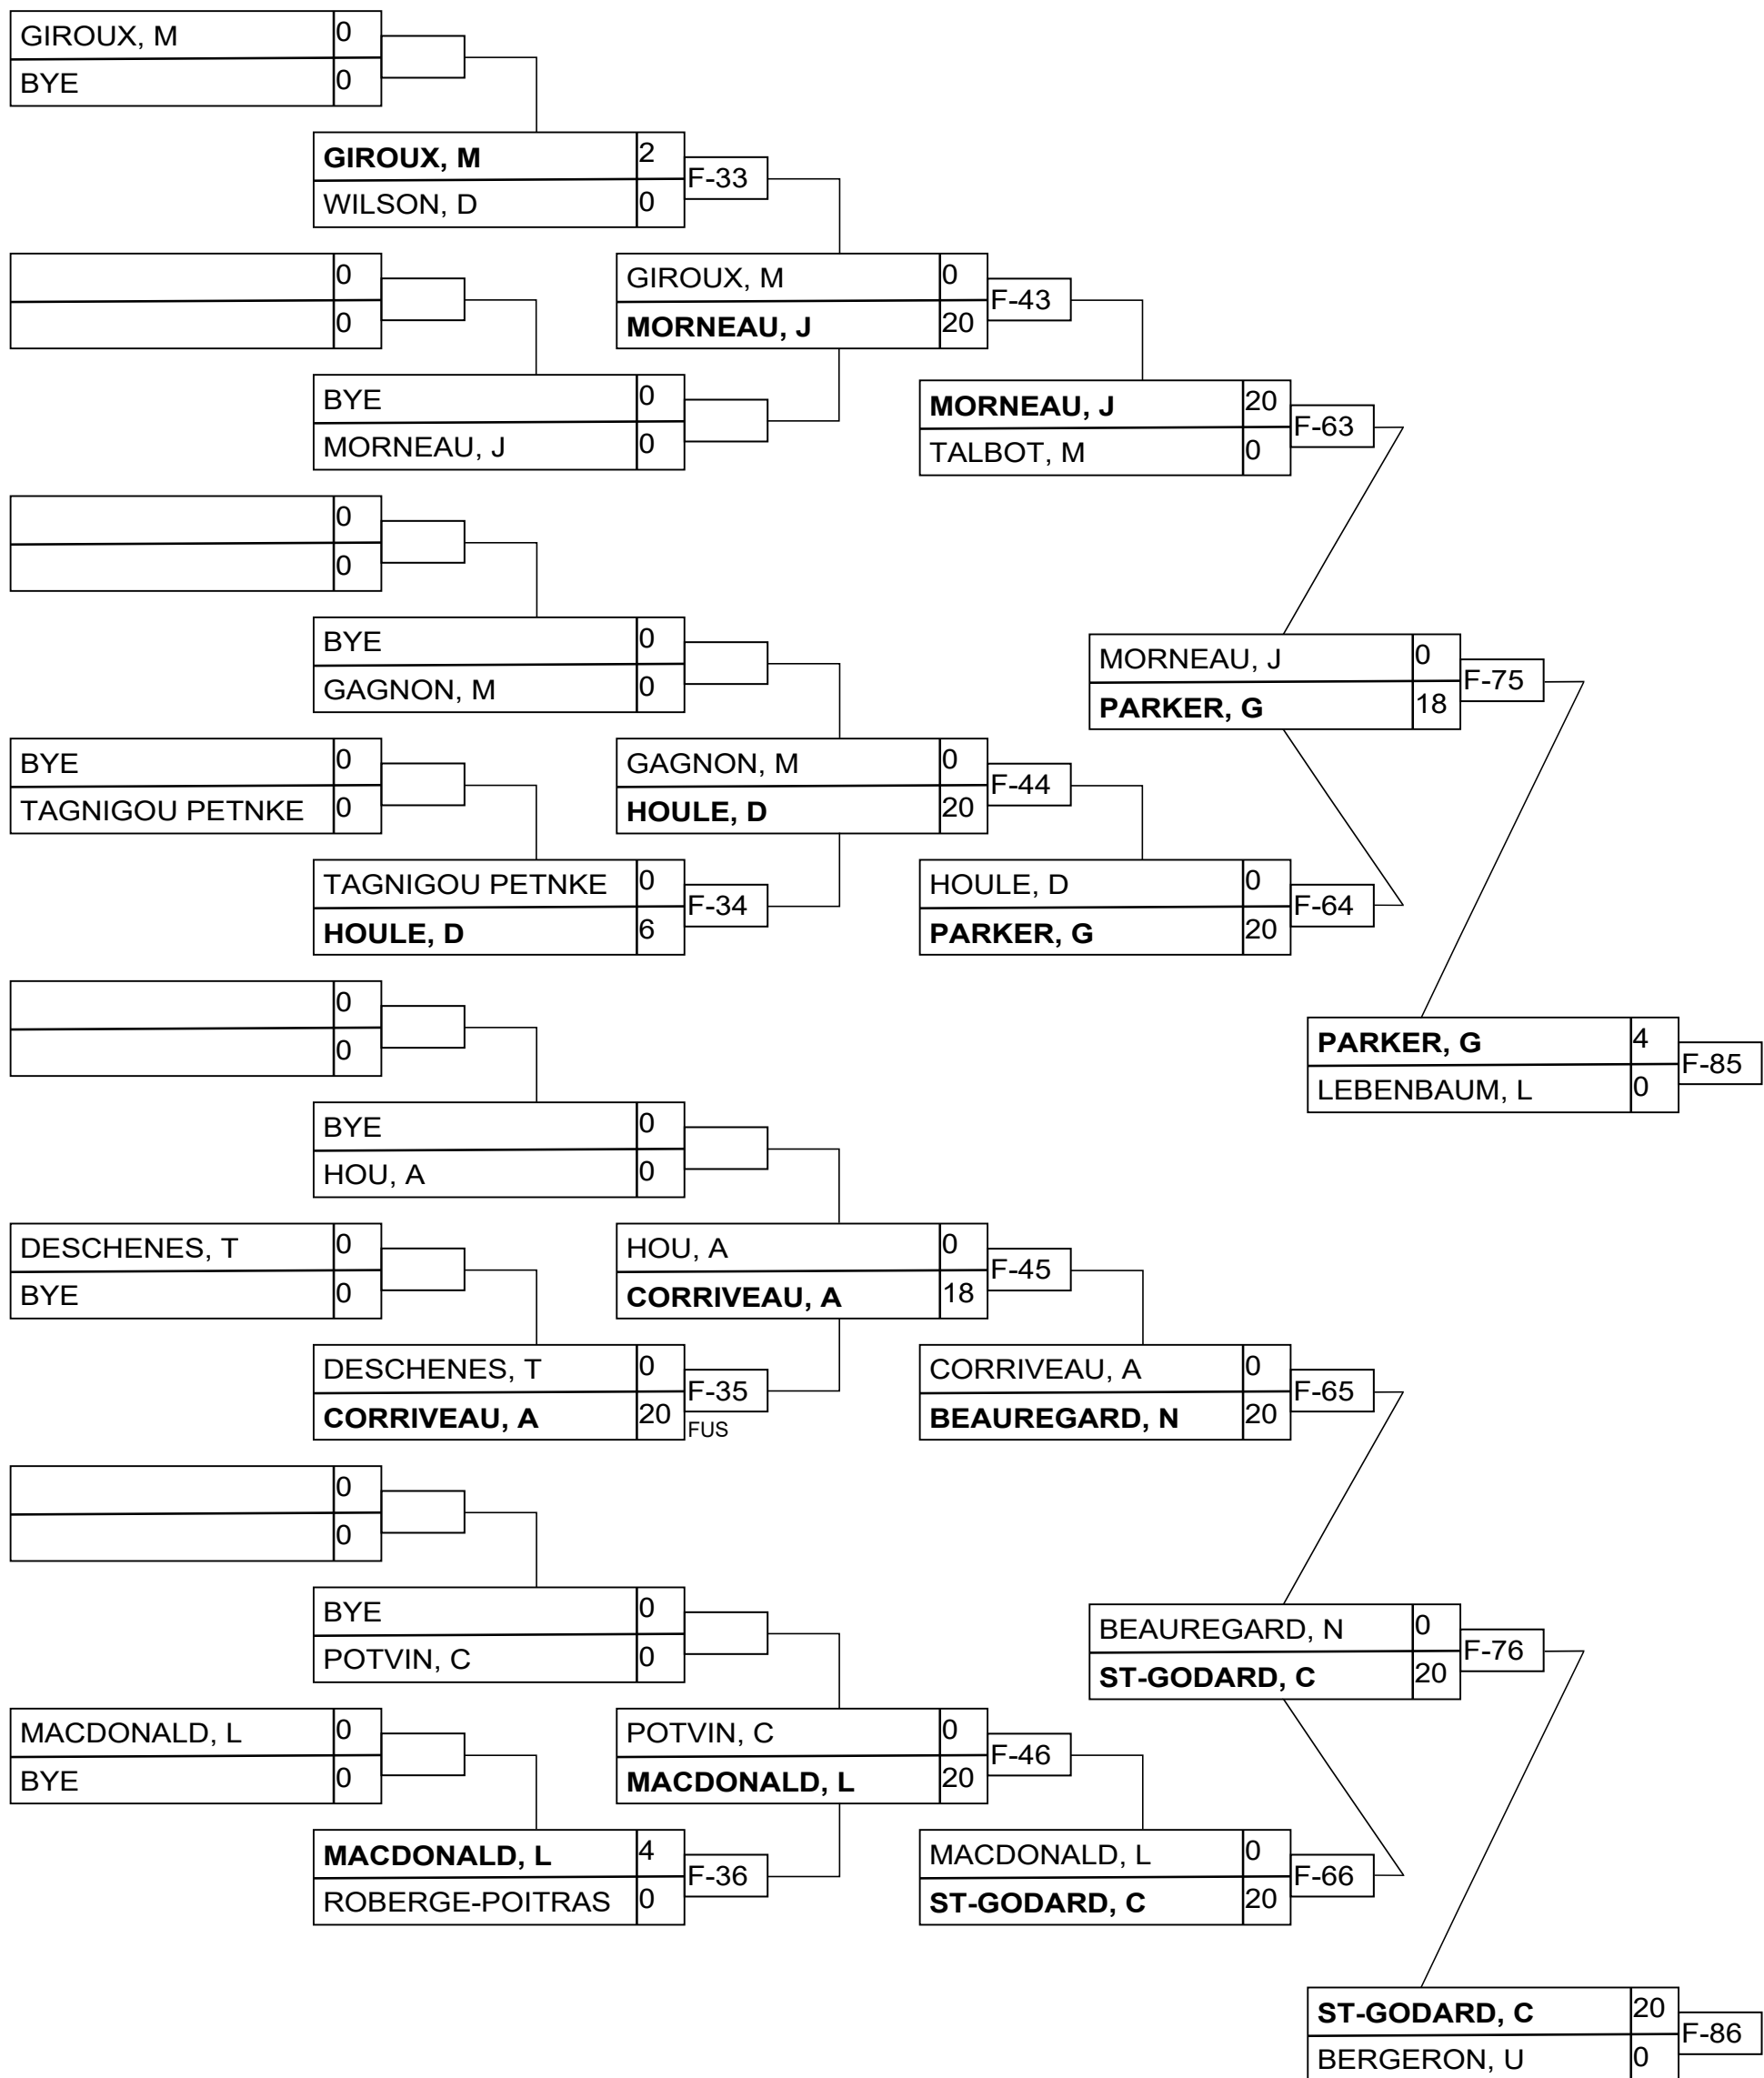 GIROUX, M 0
BYE 0
GIROUX, M 2
F-33
WILSON, D 0
0
0
GIROUX, M 0
F-43
MORNEAU, J 20
BYE 0
MORNEAU, J 0
MORNEAU, J 20
F-63
TALBOT, M 0
0
0
BYE 0
GAGNON, M 0
MORNEAU, J 0
F-75
PARKER, G 18
BYE 0
TAGNIGOU PETNKE 0
GAGNON, M 0
F-44
HOULE, D 20
TAGNIGOU PETNKE 0
F-34
HOULE, D 6
HOULE, D 0
F-64
PARKER, G 20
0
0
PARKER, G 4
F-85
LEBENBAUM, L 0
BYE 0
HOU, A 0
DESCHENES, T 0
BYE 0
HOU, A 0
F-45
CORRIVEAU, A 18
DESCHENES, T 0
F-35
CORRIVEAU, A 20
FUS
CORRIVEAU, A 0
F-65
BEAUREGARD, N 20
0
0
BYE 0
POTVIN, C 0
BEAUREGARD, N 0
F-76
ST-GODARD, C 20
MACDONALD, L 0
BYE 0
POTVIN, C 0
F-46
MACDONALD, L 20
MACDONALD, L 4
F-36
ROBERGE-POITRAS 0
MACDONALD, L 0
F-66
ST-GODARD, C 20
ST-GODARD, C 20
F-86
BERGERON, U 0